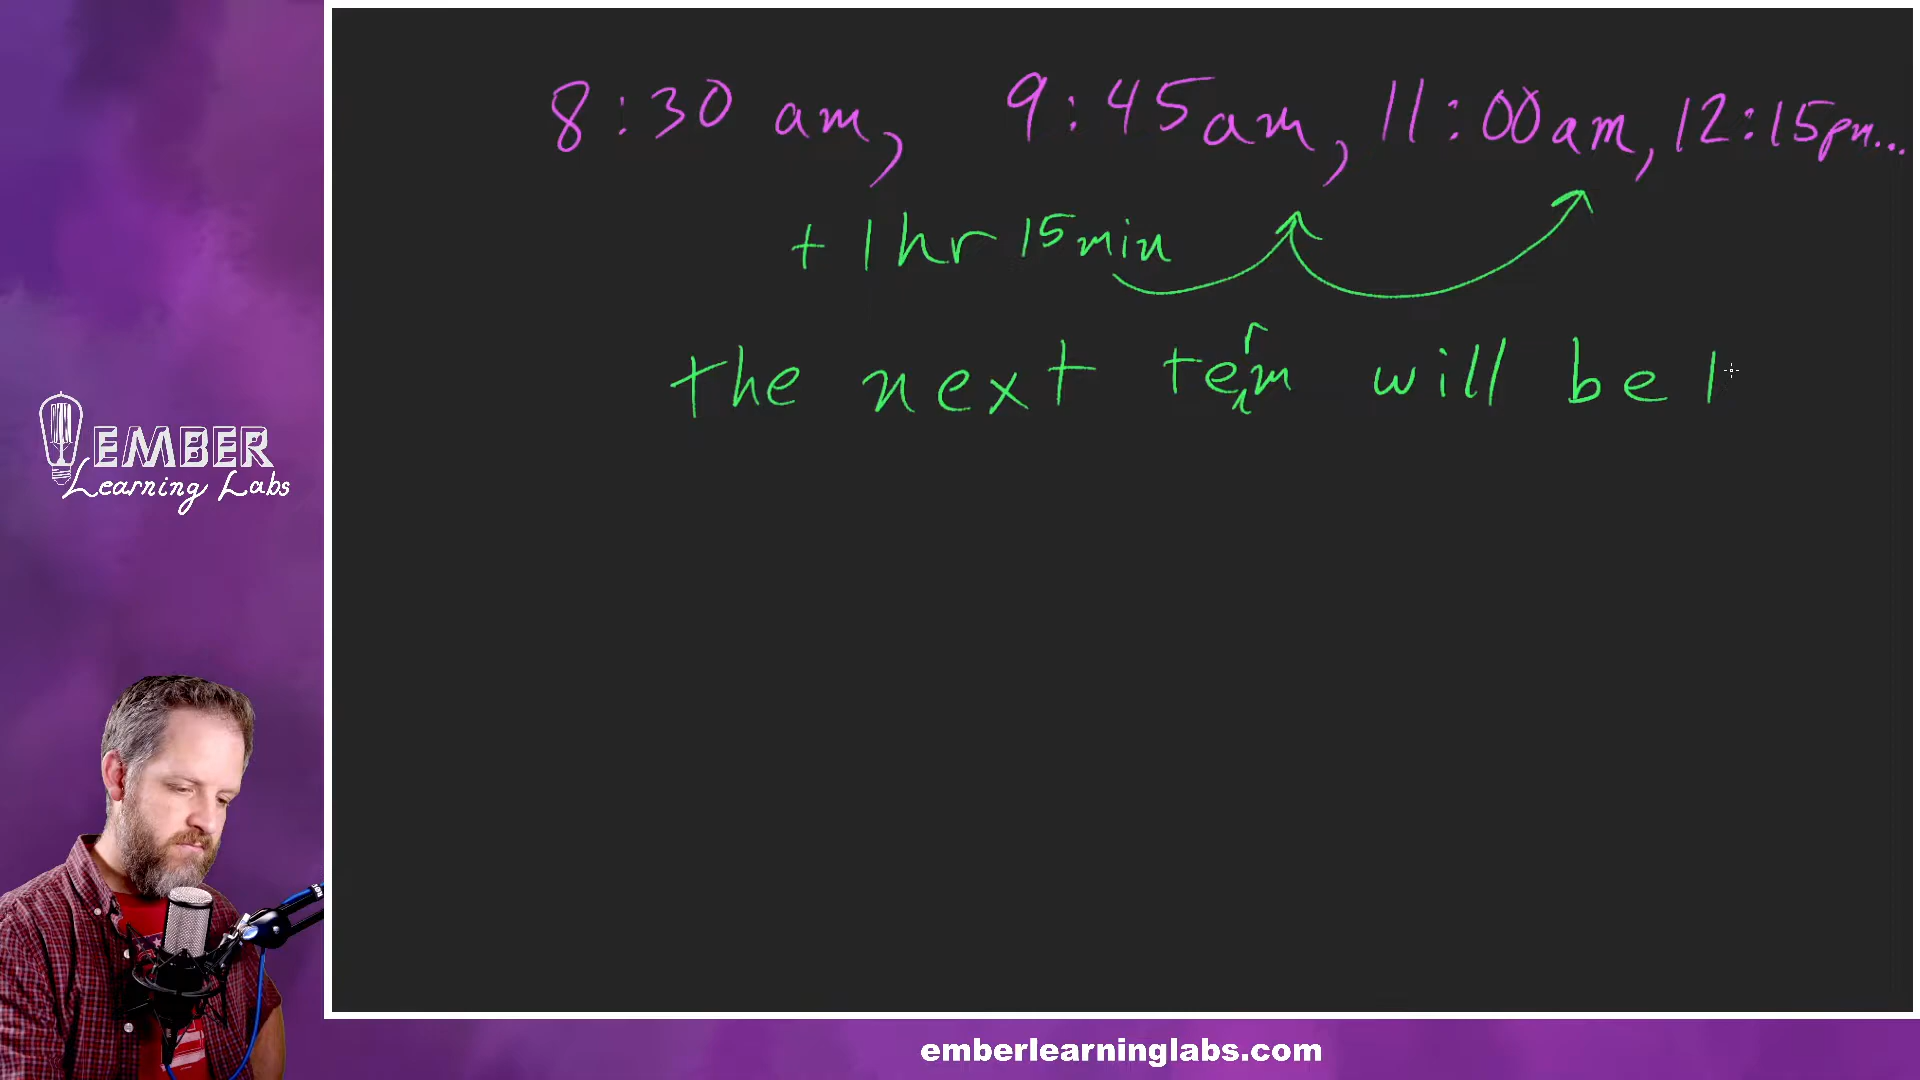 8:30 am, 9:45am, 11:00am, 12:15pm...
+ 1hr 15min
the next term will be 1
EMBER
Learning Labs
emberlearninglabs.com